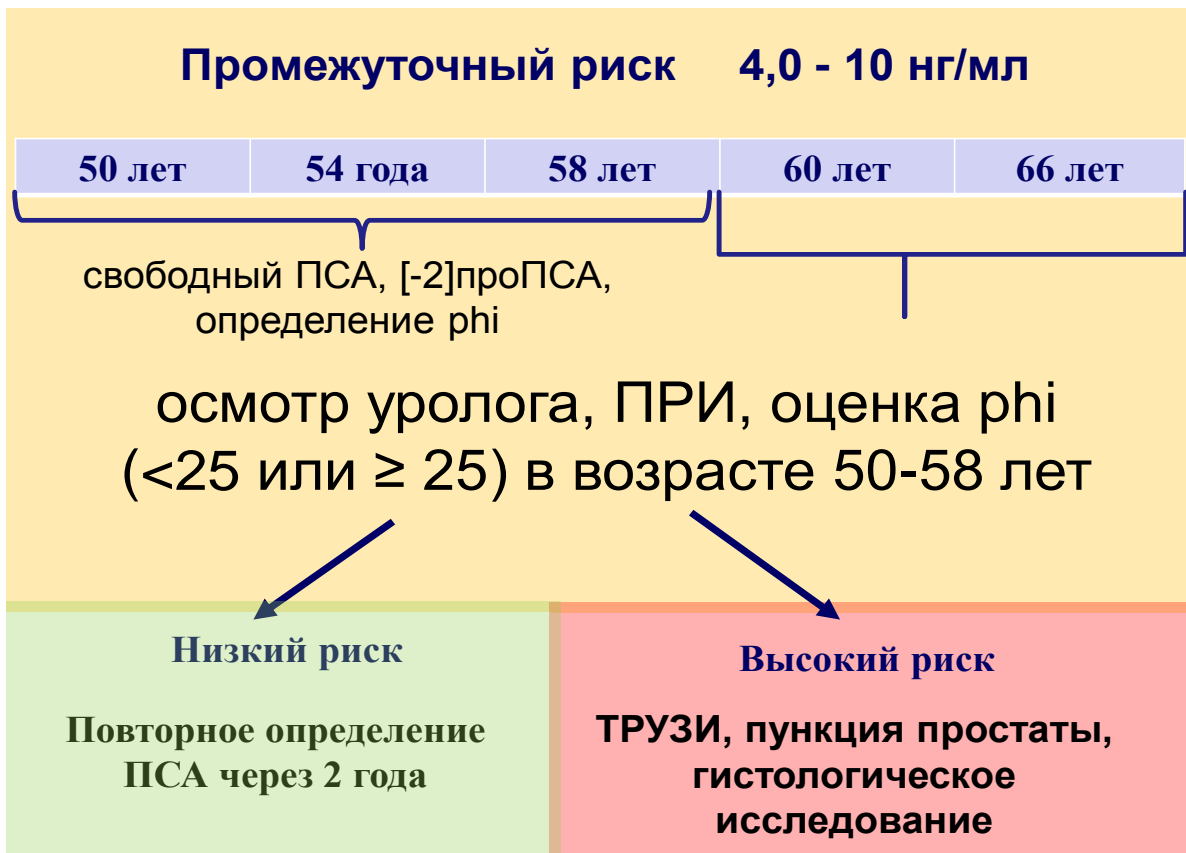 Промежуточный риск 4,0 - 10 нг/мл
50 лет 54 года 58 лет 60 лет 66 лет
свободный ПСА, [-2]проПСА,
определение phi
осмотр уролога, ПРИ, оценка phi
(<25 или ≥ 25) в возрасте 50-58 лет
Низкий риск
Повторное определение
ПСА через 2 года
Высокий риск
ТРУЗИ, пункция простаты,
гистологическое
исследование